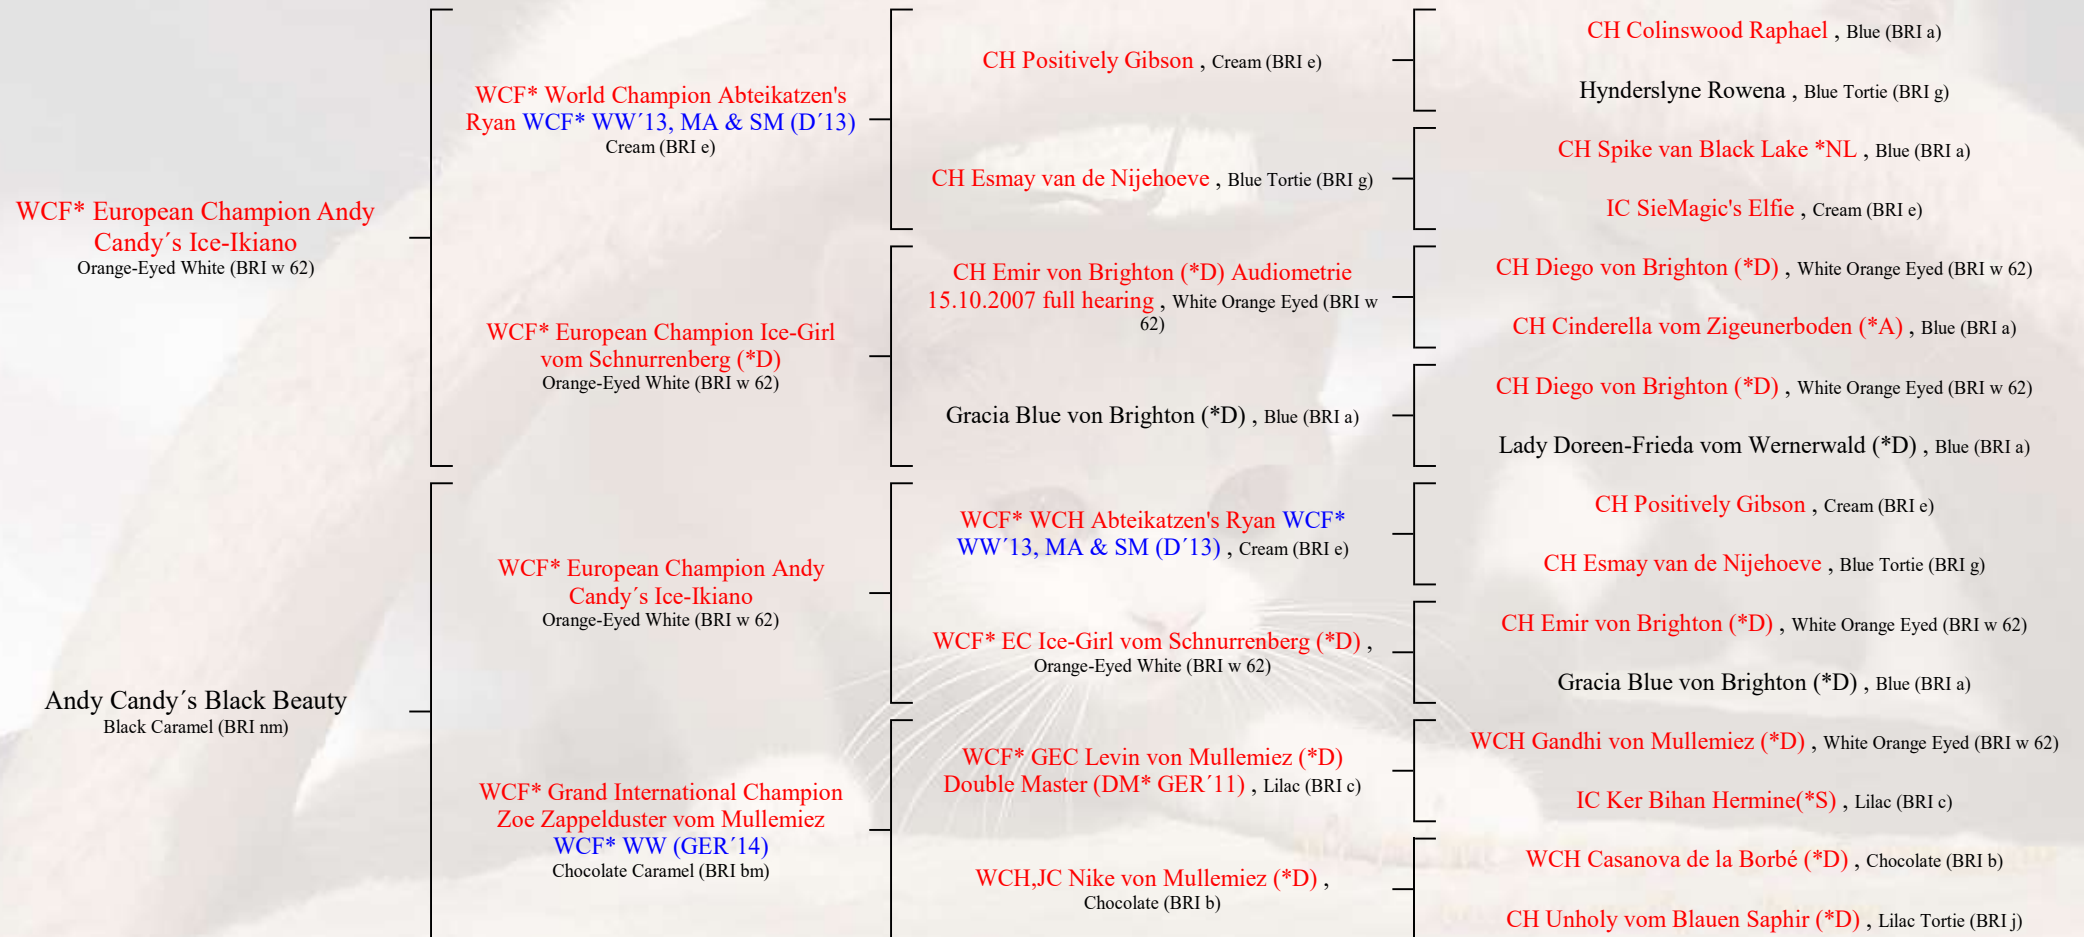 WCF* European Champion Andy
Candy´s Ice-Ikiano
Orange-Eyed White (BRI w 62)
Andy Candy´s Black Beauty
Black Caramel (BRI nm)
WCF* World Champion Abteikatzen's
Ryan WCF* WW´13, MA & SM (D´13)
Cream (BRI e)
WCF* European Champion Ice-Girl
vom Schnurrenberg (*D)
Orange-Eyed White (BRI w 62)
WCF* European Champion Andy
Candy´s Ice-Ikiano
Orange-Eyed White (BRI w 62)
WCF* Grand International Champion
Zoe Zappelduster vom Mullemiez
WCF* WW (GER´14)
Chocolate Caramel (BRI bm)
CH Positively Gibson , Cream (BRI e)
CH Esmay van de Nijehoeve , Blue Tortie (BRI g)
CH Emir von Brighton (*D) Audiometrie
15.10.2007 full hearing , White Orange Eyed (BRI w
62)
Gracia Blue von Brighton (*D) , Blue (BRI a)
WCF* WCH Abteikatzen's Ryan WCF*
WW´13, MA & SM (D´13) , Cream (BRI e)
WCF* EC Ice-Girl vom Schnurrenberg (*D) ,
Orange-Eyed White (BRI w 62)
WCF* GEC Levin von Mullemiez (*D)
Double Master (DM* GER´11) , Lilac (BRI c)
WCH,JC Nike von Mullemiez (*D) ,
Chocolate (BRI b)
CH Colinswood Raphael , Blue (BRI a)
Hynderslyne Rowena , Blue Tortie (BRI g)
CH Spike van Black Lake *NL , Blue (BRI a)
IC SieMagic's Elfie , Cream (BRI e)
CH Diego von Brighton (*D) , White Orange Eyed (BRI w 62)
CH Cinderella vom Zigeunerboden (*A) , Blue (BRI a)
CH Diego von Brighton (*D) , White Orange Eyed (BRI w 62)
Lady Doreen-Frieda vom Wernerwald (*D) , Blue (BRI a)
CH Positively Gibson , Cream (BRI e)
CH Esmay van de Nijehoeve , Blue Tortie (BRI g)
CH Emir von Brighton (*D) , White Orange Eyed (BRI w 62)
Gracia Blue von Brighton (*D) , Blue (BRI a)
WCH Gandhi von Mullemiez (*D) , White Orange Eyed (BRI w 62)
IC Ker Bihan Hermine(*S) , Lilac (BRI c)
WCH Casanova de la Borbé (*D) , Chocolate (BRI b)
CH Unholy vom Blauen Saphir (*D) , Lilac Tortie (BRI j)